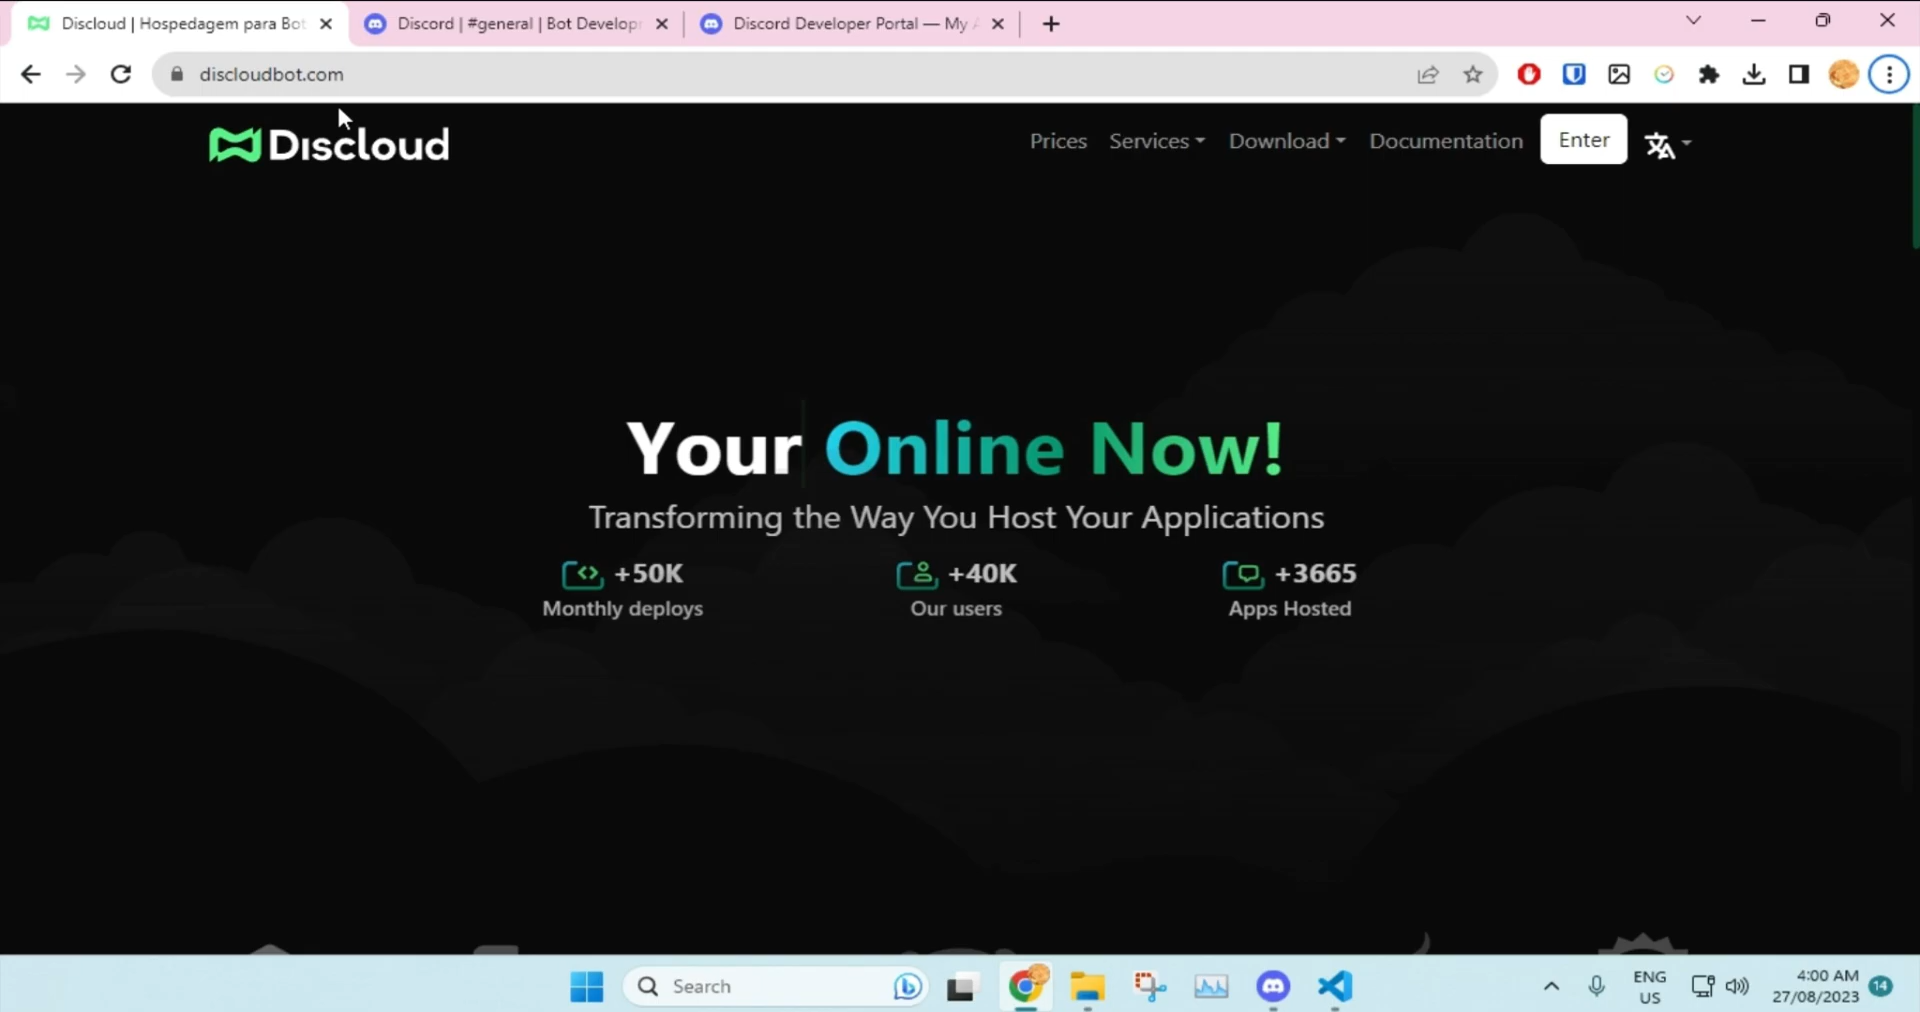 Discloud | Hospedagem para Bot
Discord | #general | Bot Develop
Discord Developer Portal — My
discloudbot.com
Discloud
Prices
Services
Download
Documentation
Enter
Your Online Now!
Transforming the Way You Host Your Applications
+50K
+40K
+3665
Monthly deploys
Our users
Apps Hosted
Search
ENG
US
4:00 AM
27/08/2023
14